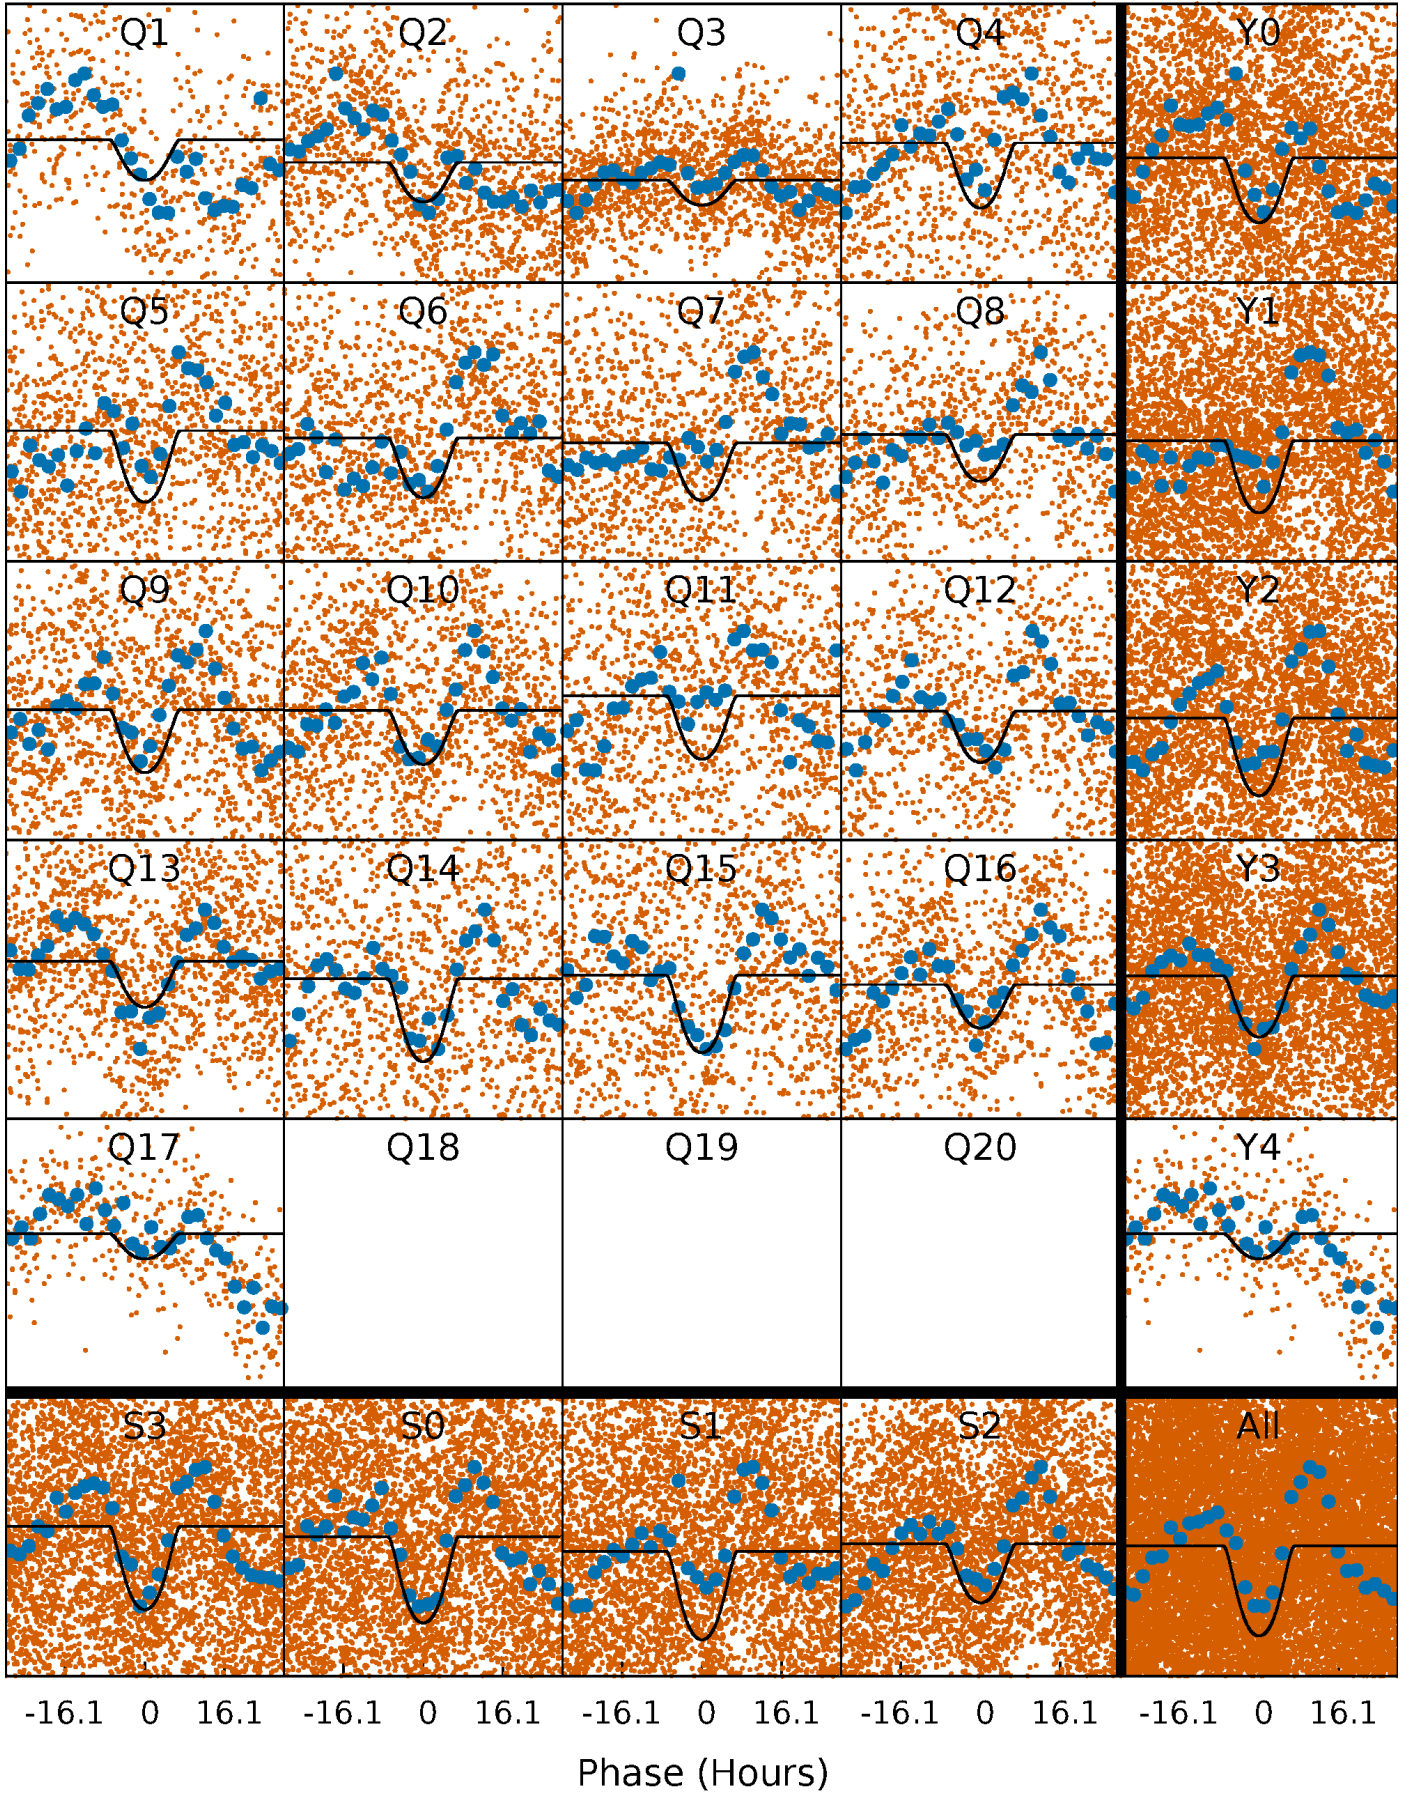 Q1 Q2 Q3 Q4 Y0
Q5 Q6 Q7 Q8 Y1
Q9 Q10 Q11 Q12 Y2
Q13 Q14 Q15 Q16 Y3
Q17 Q18 Q19 Q20 Y4
S3 S0 S1 S2 All
-16.1 0 16.1 -16.1 0 16.1 -16.1 0 16.1 -16.1 0 16.1 -16.1 0 16.1
Phase (Hours)